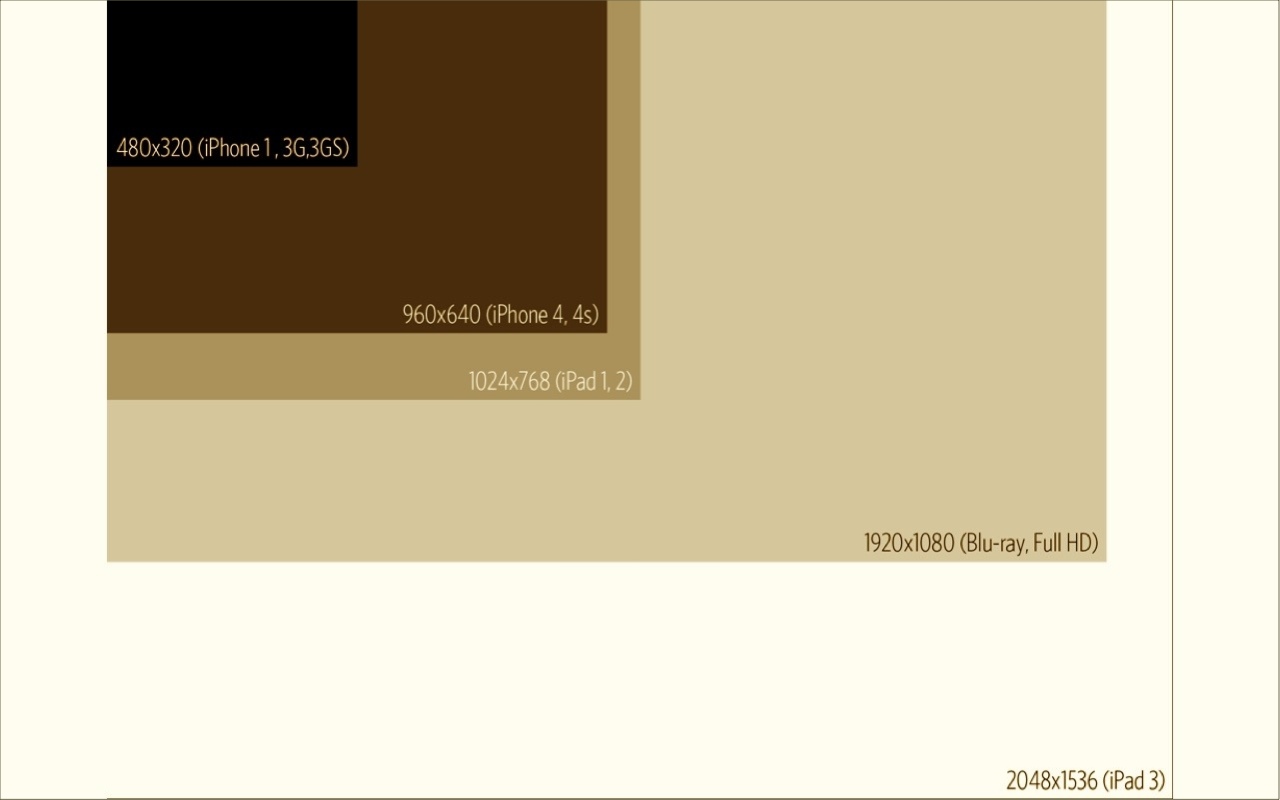 480x320 (iPhone 1 , 3G,3GS)
960x640 (iPhone 4, 4s)
1024x768 (iPad 1, 2)
1920x1080 (Blu-ray, Full HD)
2048x1536 (iPad 3)